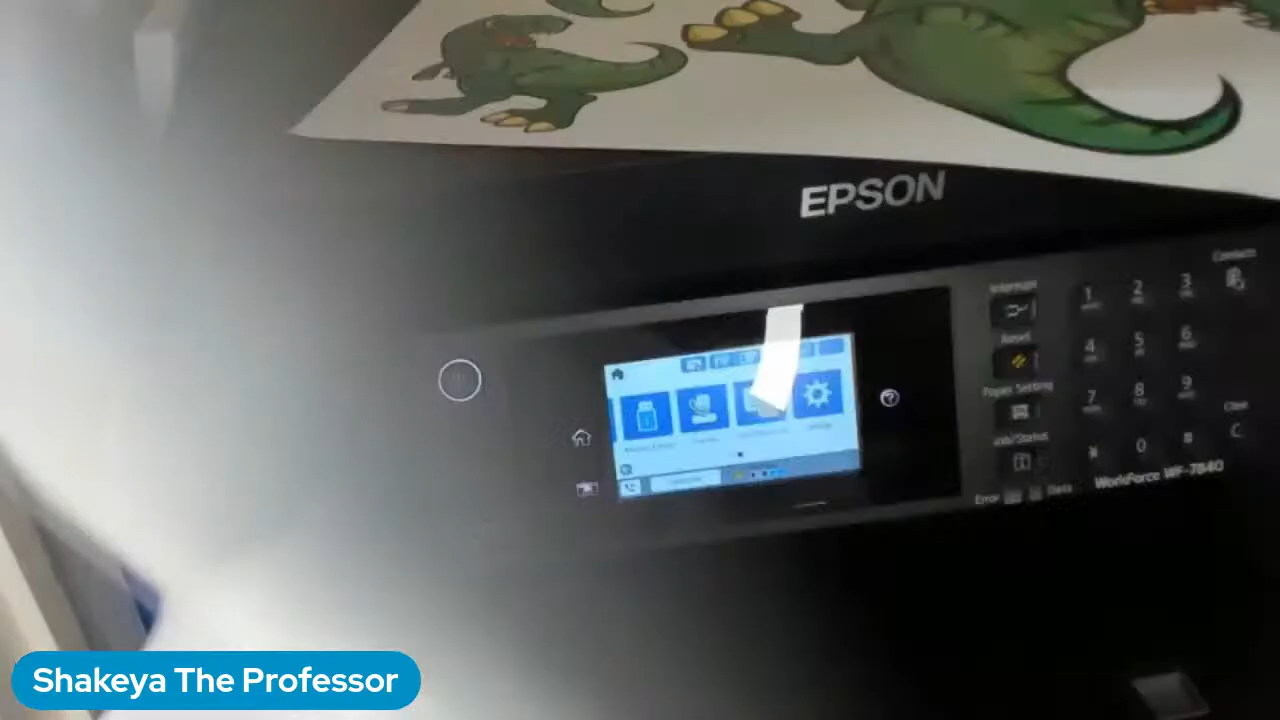 EPSON
Interrupt
Reset
Paper Setting
Job/Status
Error
Data
Contacts
1 2 3
4 5 6
7 8 9
0
Clear
C
WorkForce WF-7840
Shakeya The Professor